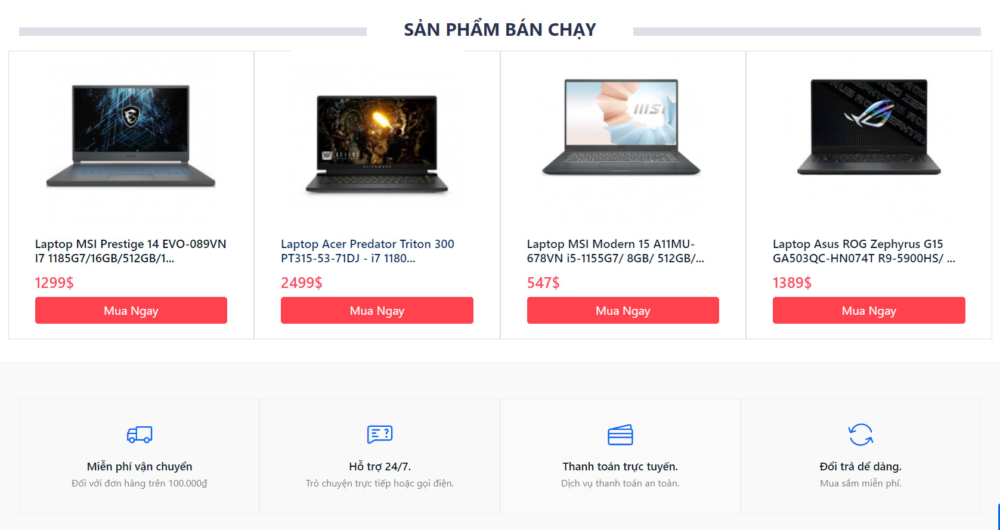 SẢN PHẨM BÁN CHẠY
MSI
ALIENWARE
Laptop MSI Prestige 14 EVO-089VN
I7 1185G7/16GB/512GB/1...
1299$
Mua Ngay
Laptop Acer Predator Triton 300
PT315-53-71DJ - i7 1180...
2499$
Mua Ngay
Laptop MSI Modern 15 A11MU-
678VN i5-1155G7/ 8GB/ 512GB/...
547$
Mua Ngay
Laptop Asus ROG Zephyrus G15
GA503QC-HN074T R9-5900HS/ ...
1389$
Mua Ngay
Miễn phí vận chuyển
Đối với đơn hàng trên 100.000₫
Hỗ trợ 24/7.
Trò chuyện trực tiếp hoặc gọi điện.
Thanh toán trực tuyến.
Dịch vụ thanh toán an toàn.
Đổi trả dể dàng.
Mua sắm miễn phí.